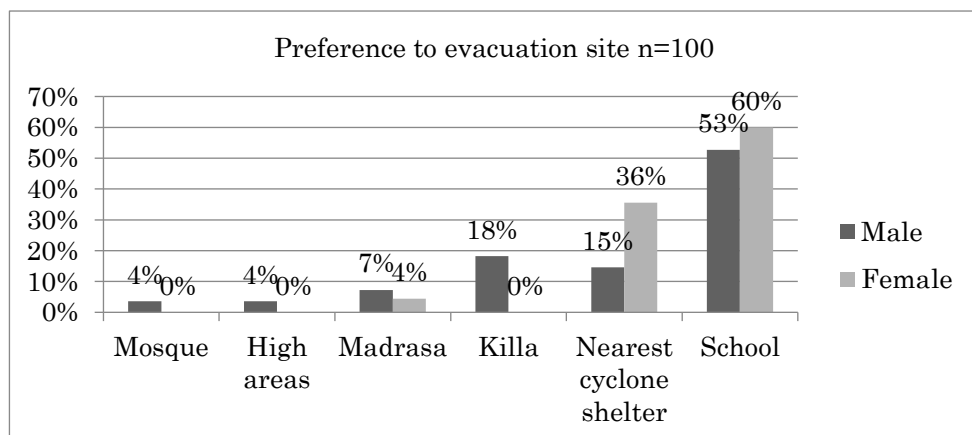 Preference to evacuation site n=100
70%
60%
50%
40%
30%
20%
10%
0%
4%
0%
4%
0%
7%
4%
18%
0%
15%
36%
53%
60%
Mosque
High
areas
Madrasa
Killa
Nearest
cyclone
shelter
School
Male
Female